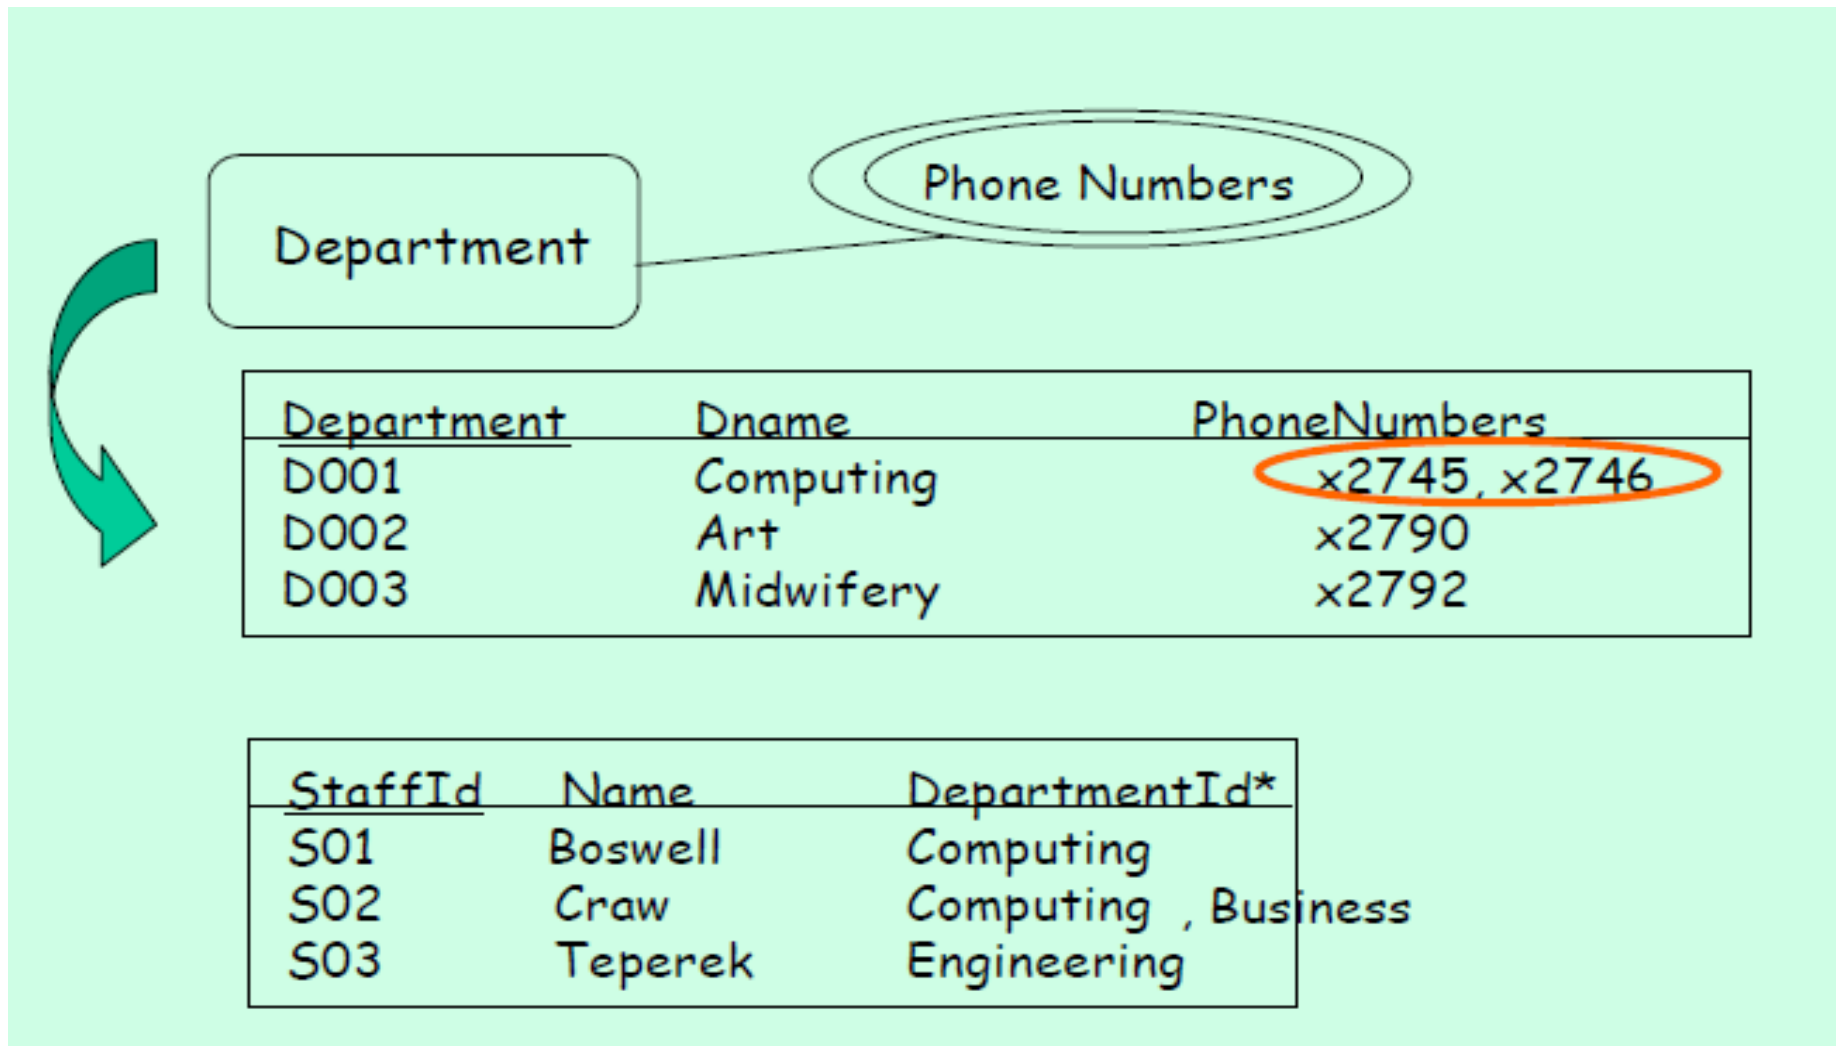 Phone Numbers
Department
Department Dname PhoneNumbers
D001 Computing x2745, x2746
D002 Art x2790
D003 Midwifery x2792
StaffId Name DepartmentId*
S01 Boswell Computing
S02 Craw Computing , Business
S03 Teperek Engineering